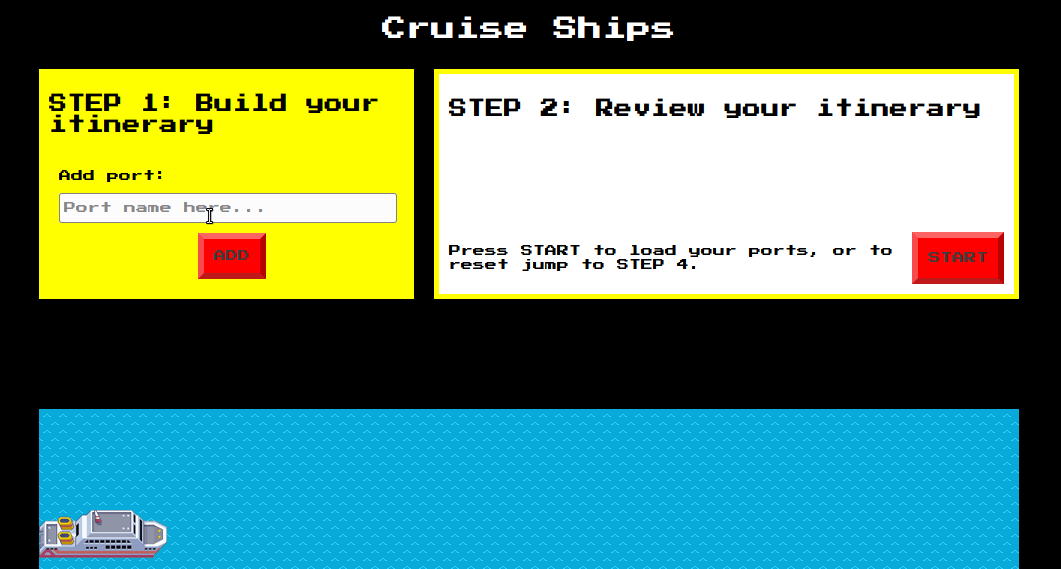 Cruise Ships
STEP 1: Build your
itinerary
Add port:
Port name here...
ADD
STEP 2: Review your itinerary
Press START to load your ports, or to
reset jump to STEP 4.
START